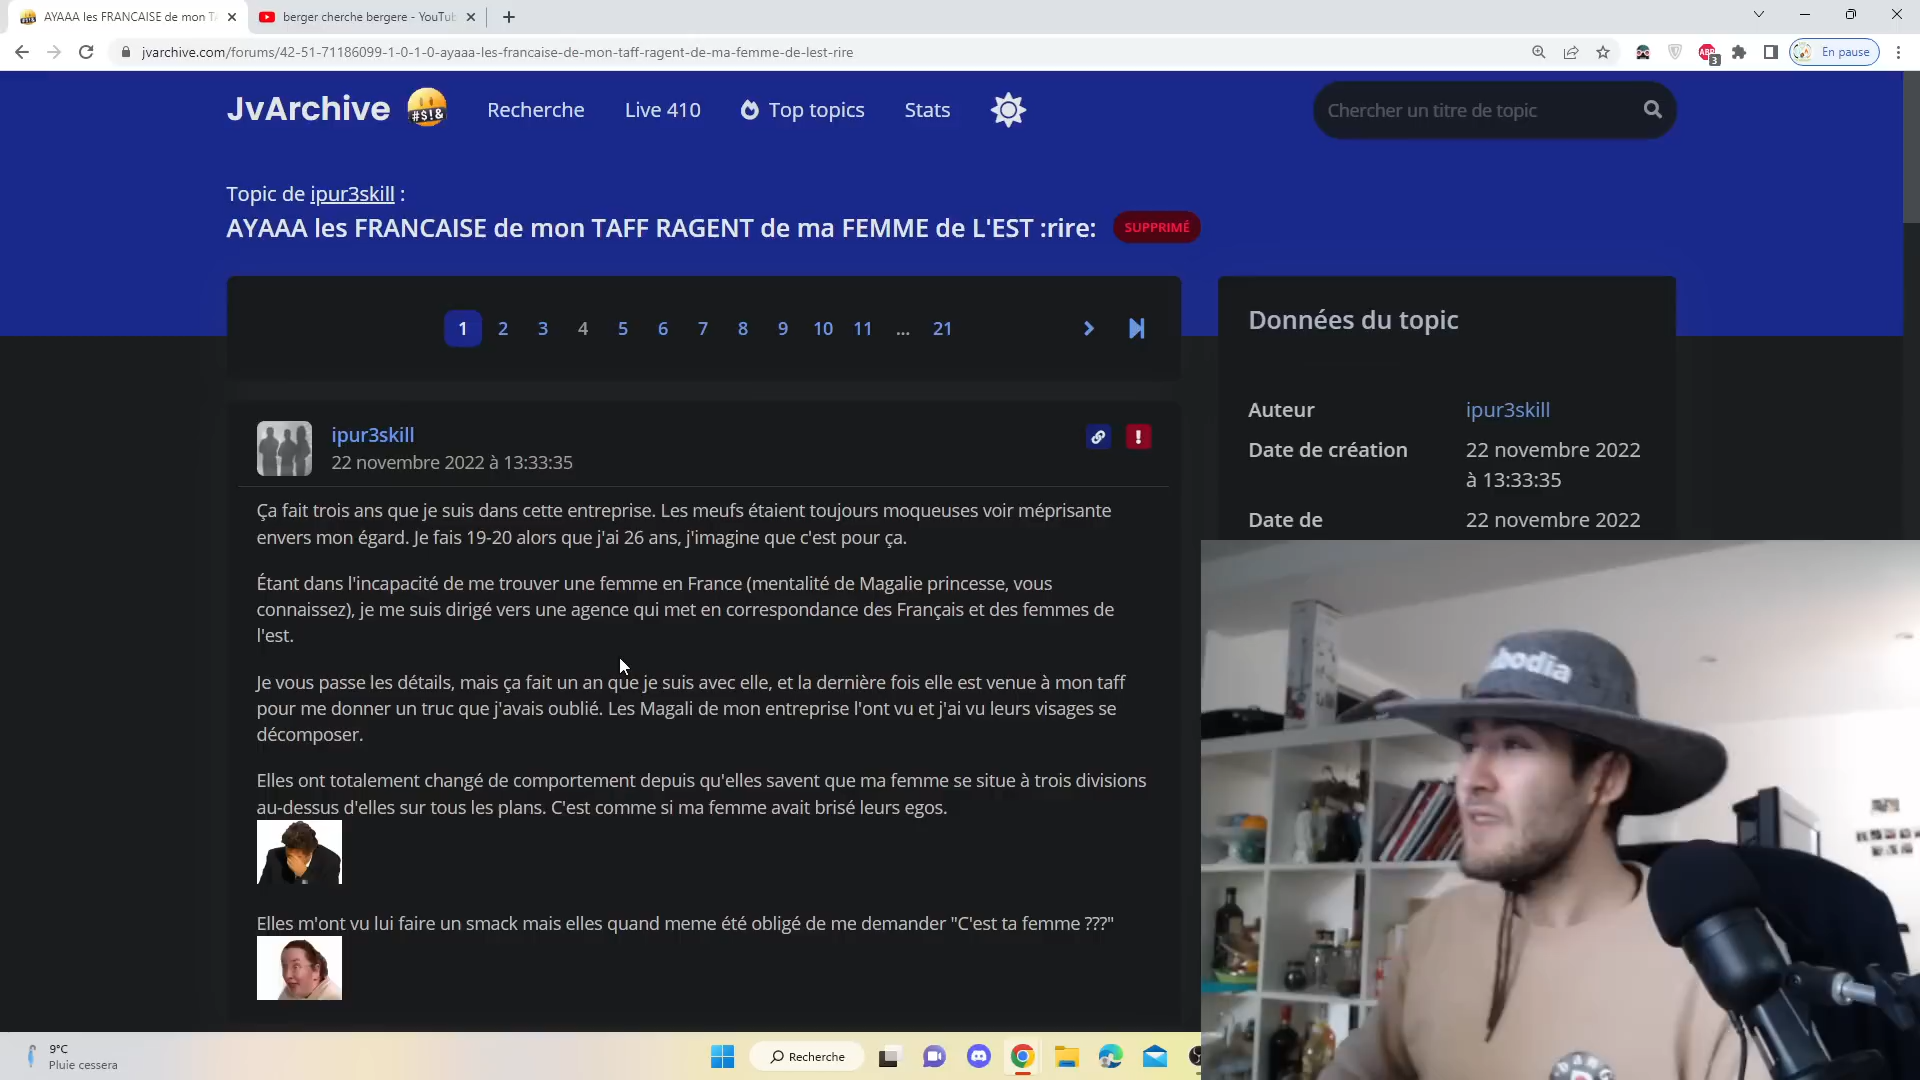 AYAAA les FRANCAISE de mon T
berger cherche bergere - YouTub
jvarchive.com/forums/42-51-71186099-1-0-1-0-ayaaa-les-francaise-de-mon-taff-ragent-de-ma-femme-de-lest-rire
ABP
3
En pause
JvArchive
#$!&
Recherche
Live 410
Top topics
Stats
Chercher un titre de topic
Topic de ipur3skill :
AYAAA les FRANCAISE de mon TAFF RAGENT de ma FEMME de L'EST :rire:
SUPPRIMÉ
1 2 3 4 5 6 7 8 9 10 11 ... 21
Données du topic
Auteur ipur3skill
Date de création 22 novembre 2022
à 13:33:35
Date de 22 novembre 2022
ipur3skill
22 novembre 2022 à 13:33:35
Ça fait trois ans que je suis dans cette entreprise. Les meufs étaient toujours moqueuses voir méprisante
envers mon égard. Je fais 19-20 alors que j'ai 26 ans, j'imagine que c'est pour ça.
Étant dans l'incapacité de me trouver une femme en France (mentalité de Magalie princesse, vous
connaissez), je me suis dirigé vers une agence qui met en correspondance des Français et des femmes de
l'est.
Je vous passe les détails, mais ça fait un an que je suis avec elle, et la dernière fois elle est venue à mon taff
pour me donner un truc que j'avais oublié. Les Magali de mon entreprise l'ont vu et j'ai vu leurs visages se
décomposer.
Elles ont totalement changé de comportement depuis qu'elles savent que ma femme se situe à trois divisions
au-dessus d'elles sur tous les plans. C'est comme si ma femme avait brisé leurs egos.
Elles m'ont vu lui faire un smack mais elles quand meme été obligé de me demander "C'est ta femme ???"
bodia
9°C
Pluie cessera
Recherche